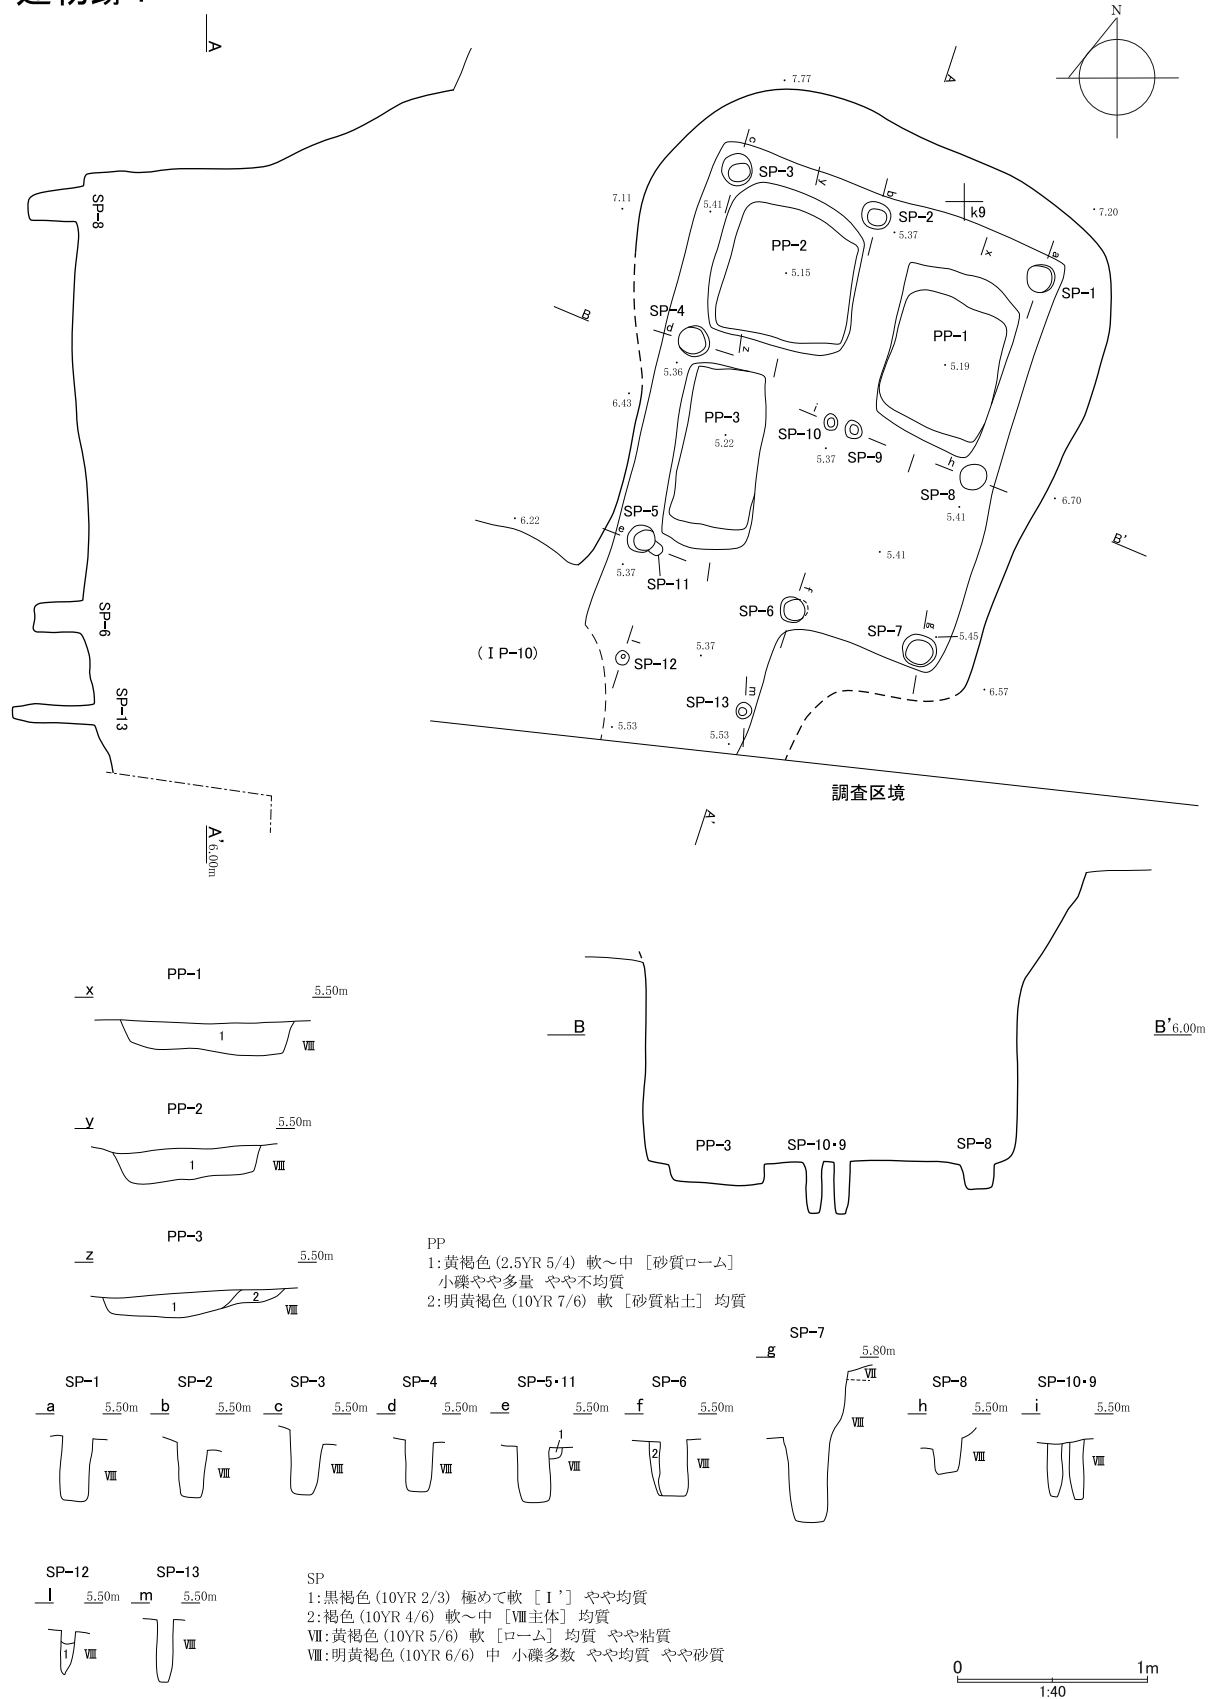 A
N
A
7.77
c
SP-3
y
b
SP-2
k9
7.11
5.41
5.37
7.20
SP-8
PP-2
5.15
x
a
SP-1
B
SP-4
d
z
PP-1
5.19
5.36
6.43
PP-3
5.22
i
SP-10
SP-9
5.37
h
SP-8
5.41
6.70
6.22
SP-5
e
5.37
SP-11
5.41
B'
SP-6
f
SP-6
SP-7
g
5.45
(I P-10)
l
SP-12
5.37
SP-13
m
SP-13
6.57
5.53
5.53
調査区境
A'
A' 6.00m
PP-1
x 5.50m
1
Ⅷ
B
B' 6.00m
PP-2
y 5.50m
1
Ⅷ
PP-3 SP-10・9 SP-8
PP-3
z 5.50m
1 2
Ⅷ
PP
1:黄褐色 (2.5YR 5/4) 軟～中 [砂質ローム]
小礫やや多量 やや不均質
2:明黄褐色 (10YR 7/6) 軟 [砂質粘土] 均質
SP-1 SP-2 SP-3 SP-4 SP-5・11 SP-6 SP-7 SP-8 SP-10・9
a 5.50m b 5.50m c 5.50m d 5.50m e 5.50m f 5.50m g 5.80m h 5.50m i 5.50m
Ⅶ
1
2
Ⅷ Ⅷ Ⅷ Ⅷ Ⅷ Ⅷ Ⅷ Ⅷ Ⅷ
SP-12 SP-13
l 5.50m m 5.50m
1
Ⅷ Ⅷ
SP
1:黒褐色 (10YR 2/3) 極めて軟 [Ⅰ'] やや均質
2:褐色 (10YR 4/6) 軟～中 [Ⅷ主体] 均質
Ⅶ:黄褐色 (10YR 5/6) 軟 [ローム] 均質 やや粘質
Ⅷ:明黄褐色 (10YR 6/6) 中 小礫多数 やや均質 やや砂質
0 1m
1:40